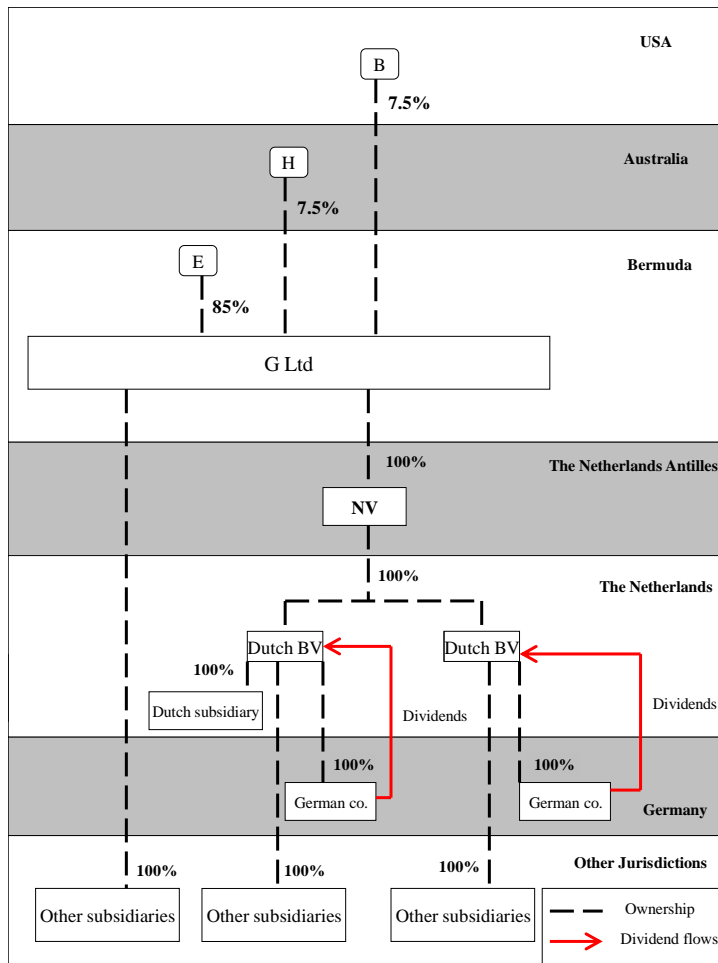 USA
B
7.5%
Australia
H
7.5%
Bermuda
E
85%
G Ltd
100%
The Netherlands Antilles
NV
100%
The Netherlands
Dutch BV
Dutch BV
100%
Dutch subsidiary
Dividends
Dividends
100%
100%
German co.
German co.
Germany
Other Jurisdictions
100%
100%
100%
Other subsidiaries
Other subsidiaries
Other subsidiaries
Ownership
Dividend flows